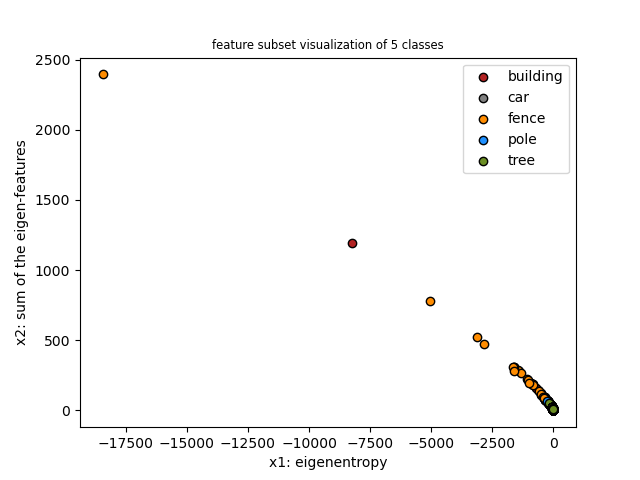 feature subset visualization of 5 classes
building
car
fence
pole
tree
2500
2000
1500
1000
500
0
x2: sum of the eigen-features
−17500 −15000 −12500 −10000 −7500 −5000 −2500 0
x1: eigenentropy